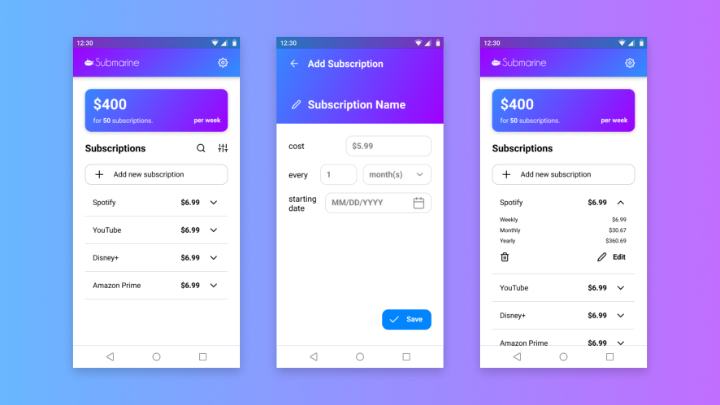 12:30
Submarine
$400
for 50 subscriptions.
per week
Subscriptions
Add new subscription
Spotify $6.99
YouTube $6.99
Disney+ $6.99
Amazon Prime $6.99
12:30
Add Subscription
Subscription Name
cost $5.99
every 1 month(s)
starting
date MM/DD/YYYY
Save
12:30
Submarine
$400
for 50 subscriptions.
per week
Subscriptions
Add new subscription
Spotify $6.99
Weekly $6.99
Monthly $30.67
Yearly $360.69
Edit
YouTube $6.99
Disney+ $6.99
Amazon Prime $6.99